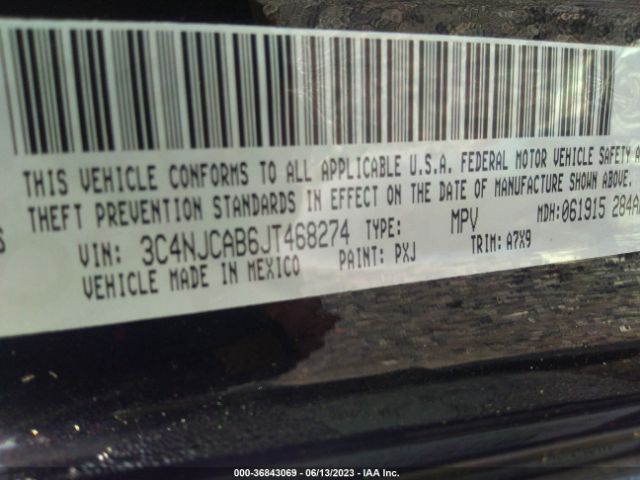 THIS VEHICLE CONFORMS TO ALL APPLICABLE U.S.A. FEDERAL MOTOR VEHICLE SAFETY A
THEFT PREVENTION STANDARDS IN EFFECT ON THE DATE OF MANUFACTURE SHOWN ABOVE.
S VIN: 3C4NJCAB6JT468274 TYPE: MPV MDH:061915 284A
VEHICLE MADE IN MEXICO PAINT: PXJ TRIM: A7X9
000-36843069 - 06/13/2023 - IAA Inc.